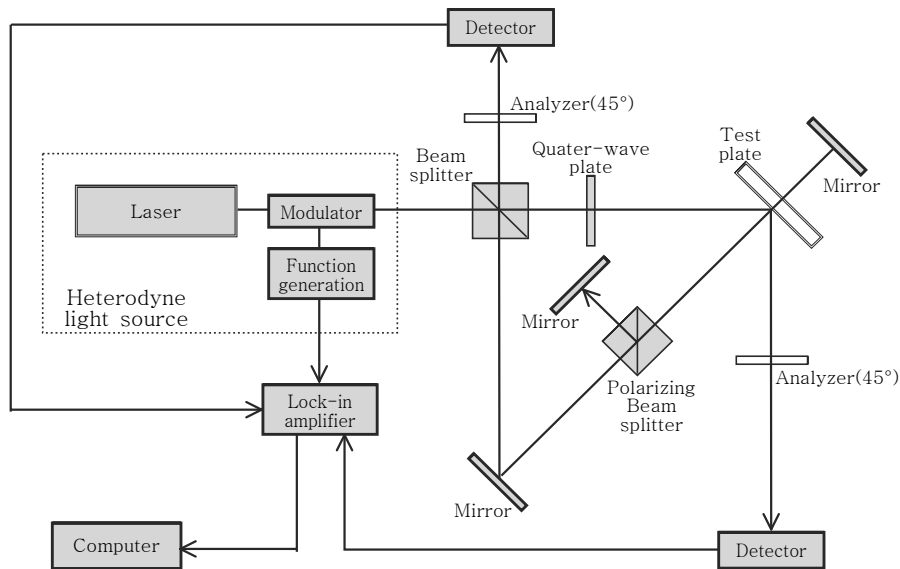 Detector
Analyzer(45°)
Beam
splitter
Quater-wave
plate
Test
plate
Mirror
Laser
Modulator
Function
generation
Heterodyne
light source
Mirror
Polarizing
Beam
splitter
Analyzer(45°)
Lock-in
amplifier
Mirror
Computer
Detector